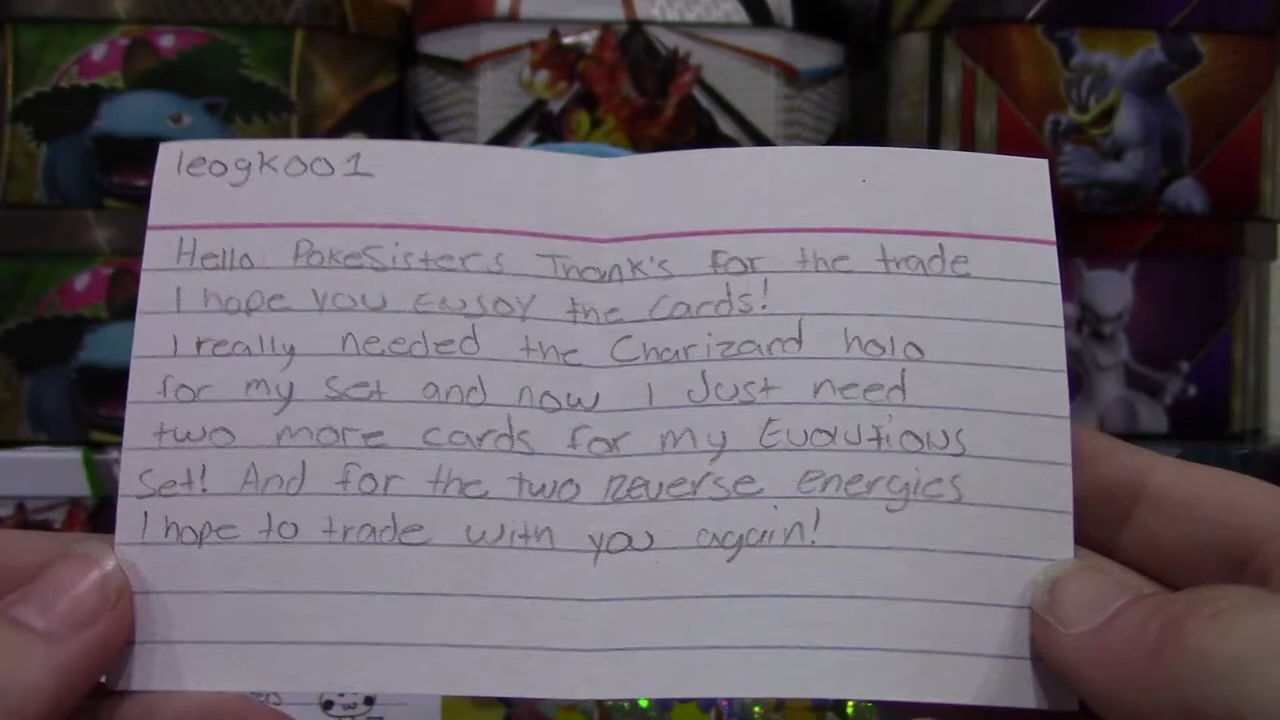 leogk001
Hello PokeSisters Thank's for the trade
I hope you ENJOY the Cards!
I really needed the Charizard holo
for my set and now I Just need
two more cards for my Evolutions
Set! And for the two reverse energies
I hope to trade with you again!